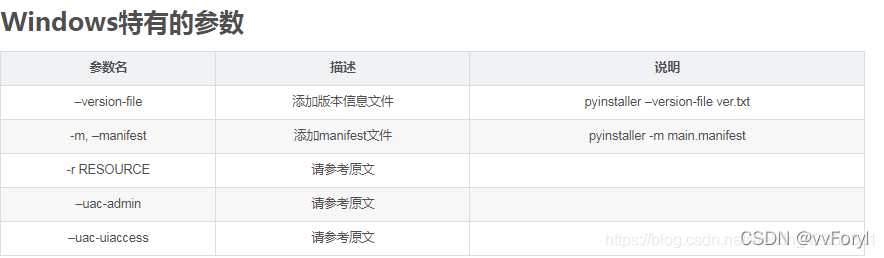 Windows特有的参数
参数名 描述 说明
–version-file 添加版本信息文件 pyinstaller –version-file ver.txt
-m, –manifest 添加manifest文件 pyinstaller -m main.manifest
-r RESOURCE 请参考原文
–uac-admin 请参考原文
–uac-uiaccess 请参考原文
https://blog.csdn.ne
CSDN @vvForyI